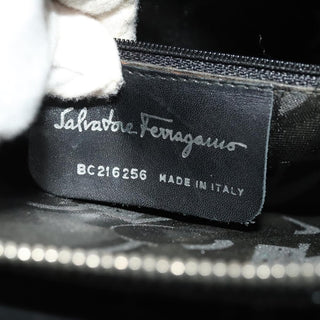 Salvatore Ferragamo
BC216256 MADE IN ITALY